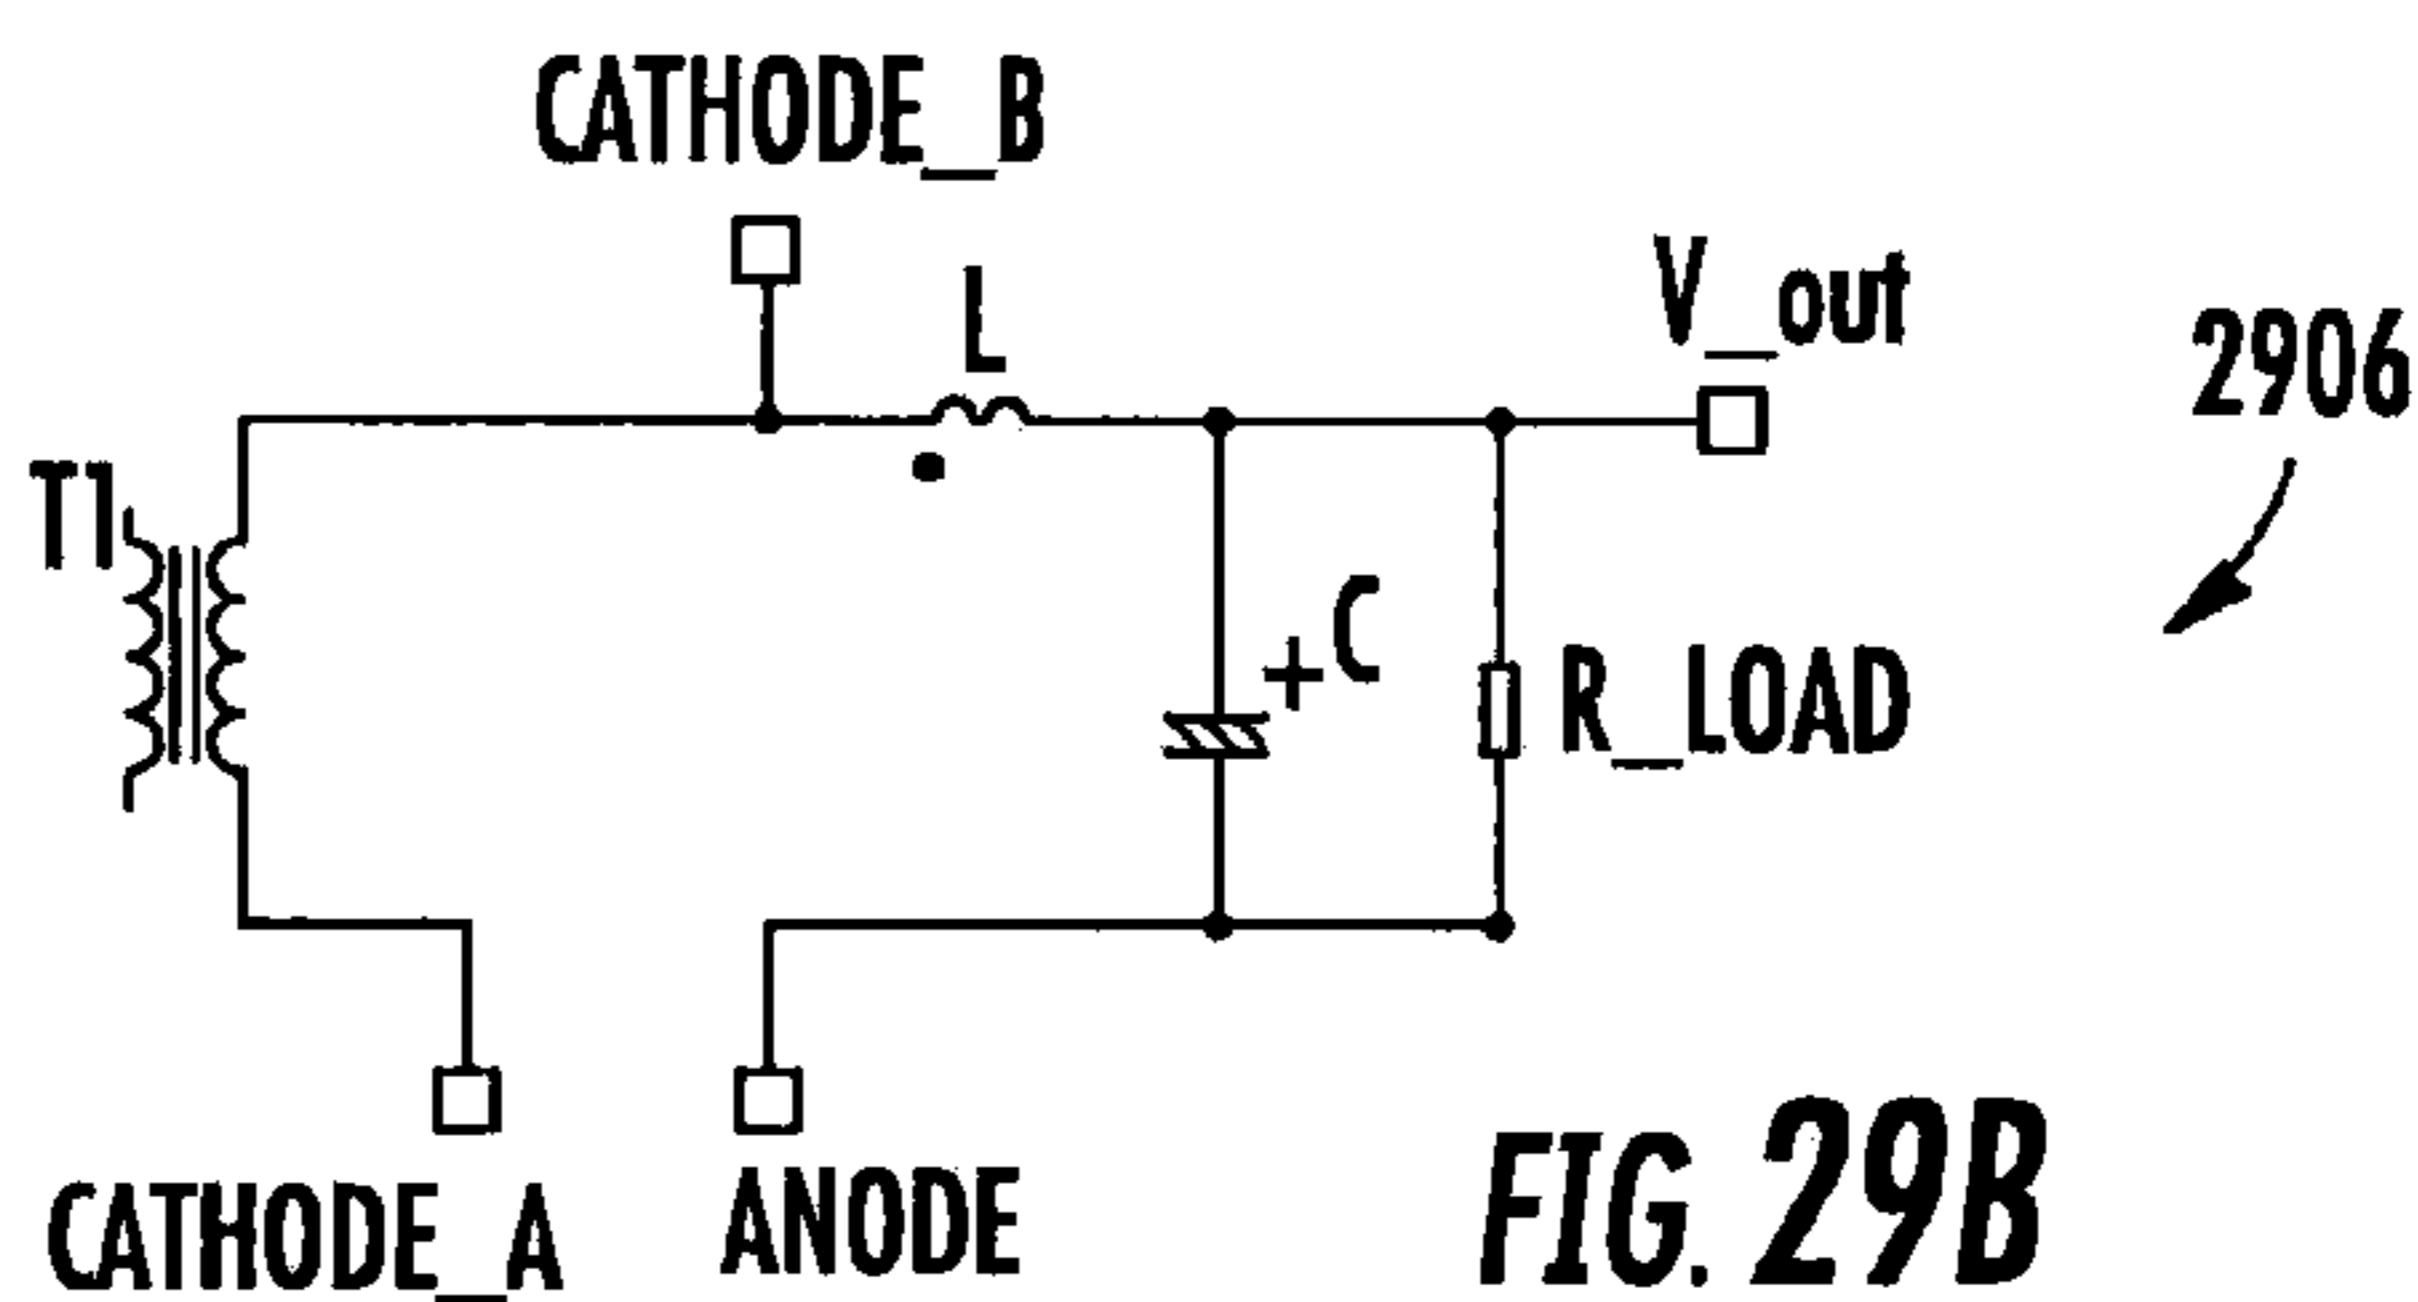 CATHODE_B
L
V_out
2906
T1
+C
R_LOAD
CATHODE_A
ANODE
FIG. 29B